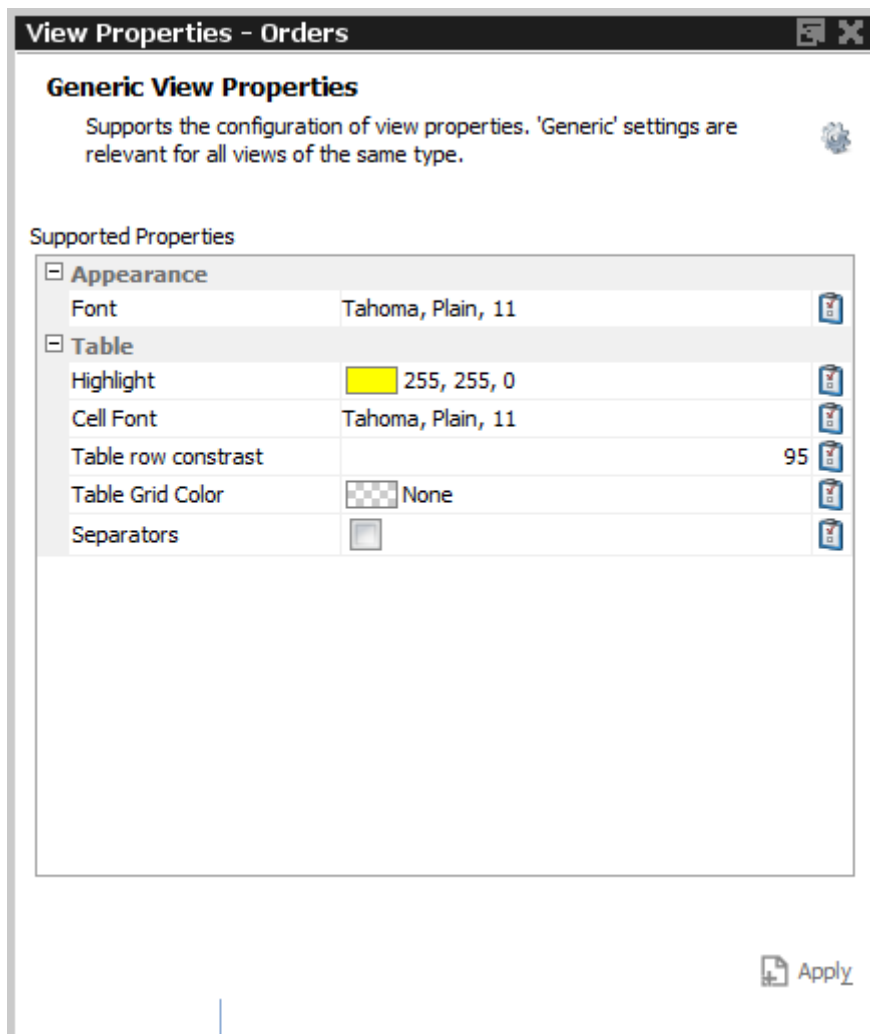 View Properties - Orders
Generic View Properties
Supports the configuration of view properties. 'Generic' settings are
relevant for all views of the same type.
Supported Properties
Appearance
Font Tahoma, Plain, 11
Table
Highlight 255, 255, 0
Cell Font Tahoma, Plain, 11
Table row constrast 95
Table Grid Color None
Separators
Apply